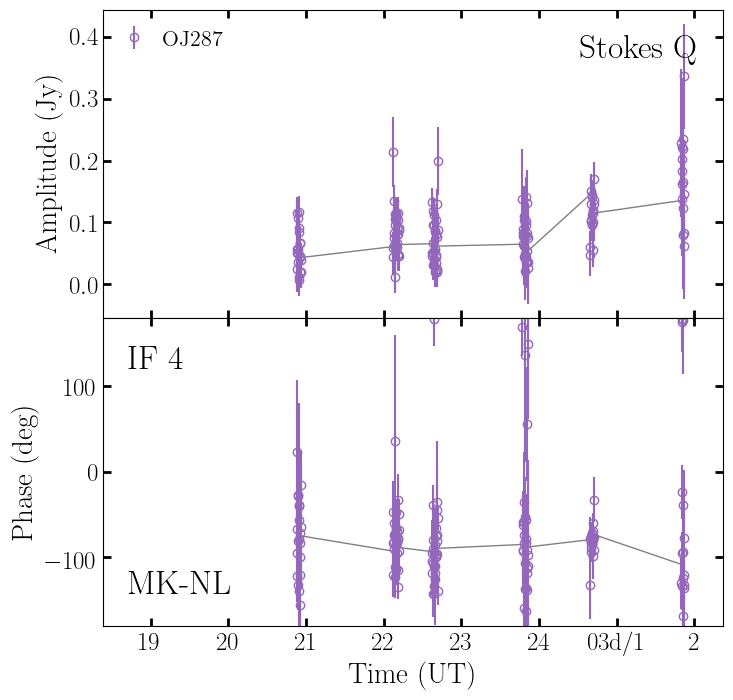 OJ287
Stokes Q
Amplitude (Jy)
0.4
0.3
0.2
0.1
0.0
IF 4
MK-NL
Phase (deg)
100
0
−100
19 20 21 22 23 24 03d/1 2
Time (UT)